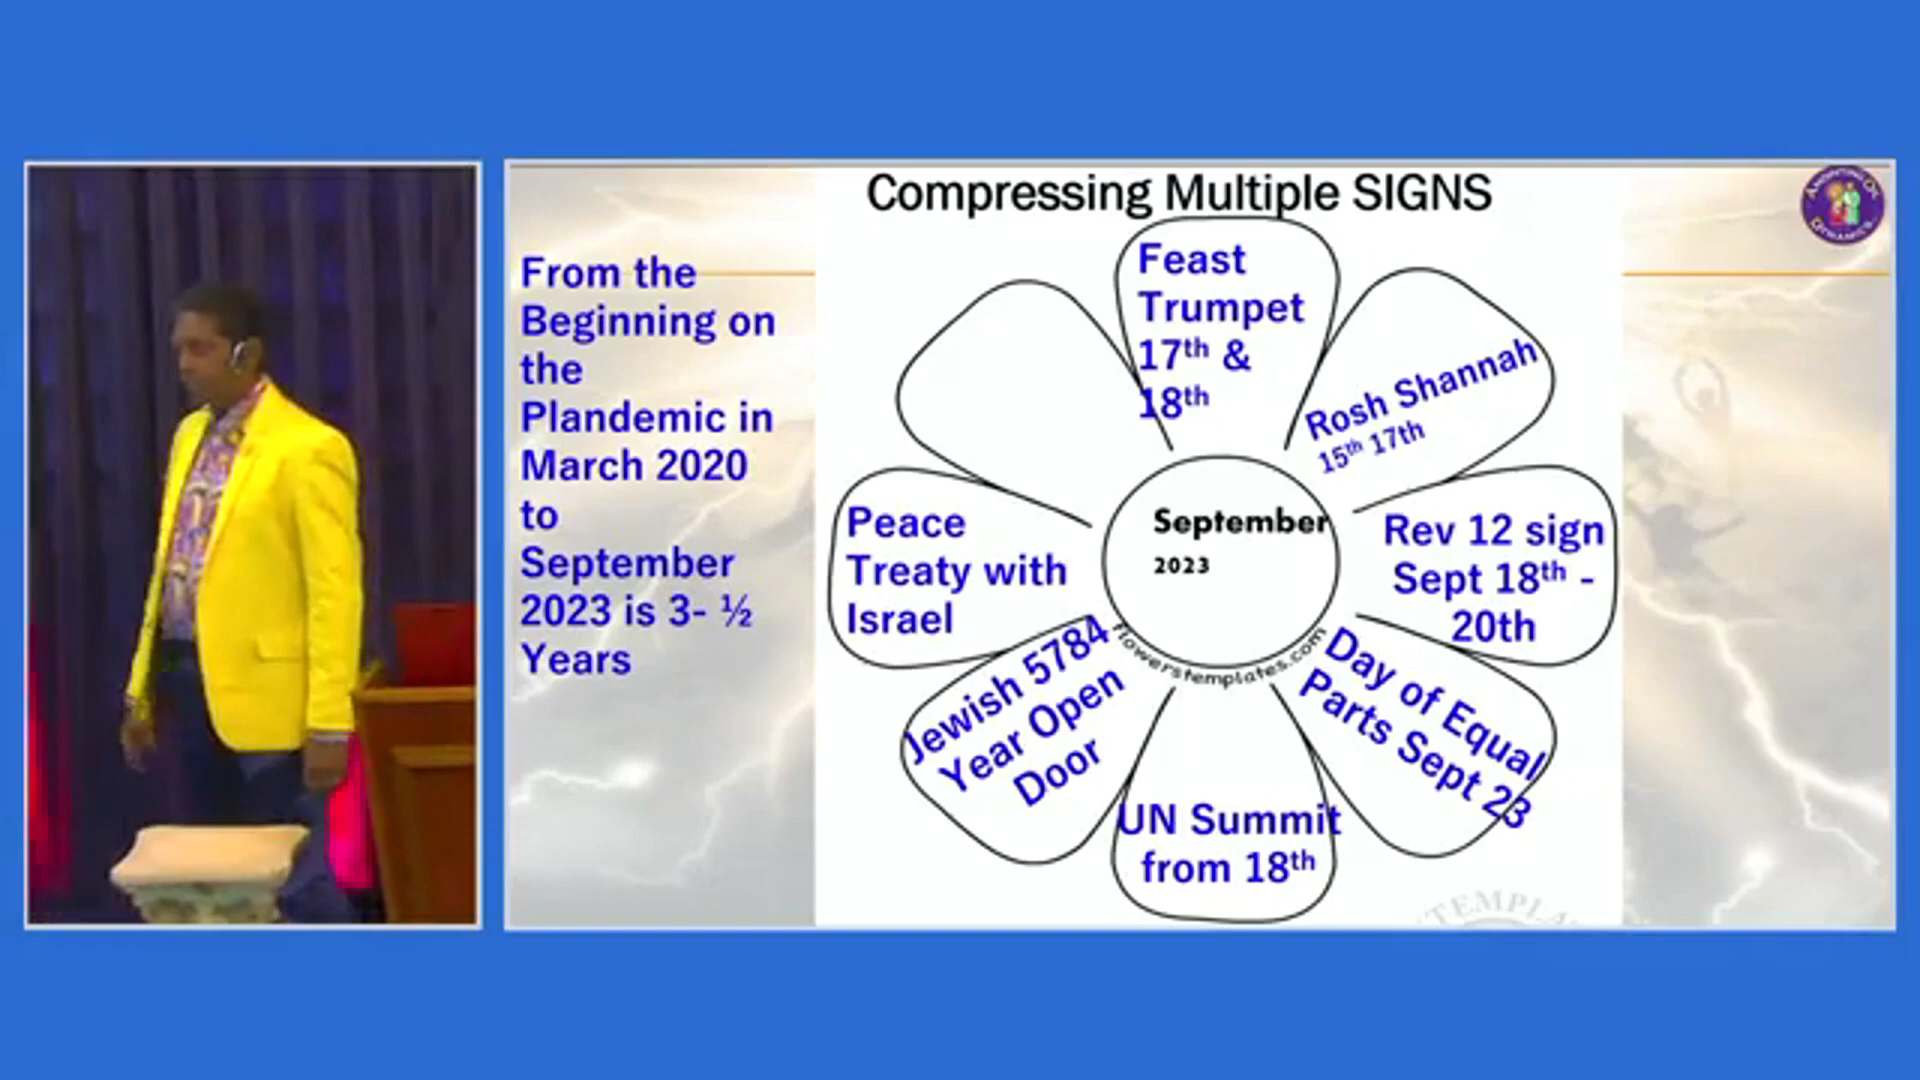 Compressing Multiple SIGNS
From the
Beginning on
the
Plandemic in
March 2020
to
September
2023 is 3- ½
Years
Feast
Trumpet
17th &
18th
Rosh Shannah
15th 17th
Rev 12 sign
Sept 18th -
20th
Day of Equal
Parts Sept 23
UN Summit
from 18th
Jewish 5784
Year Open
Door
Peace
Treaty with
Israel
September
2023
flowerstemplates.com